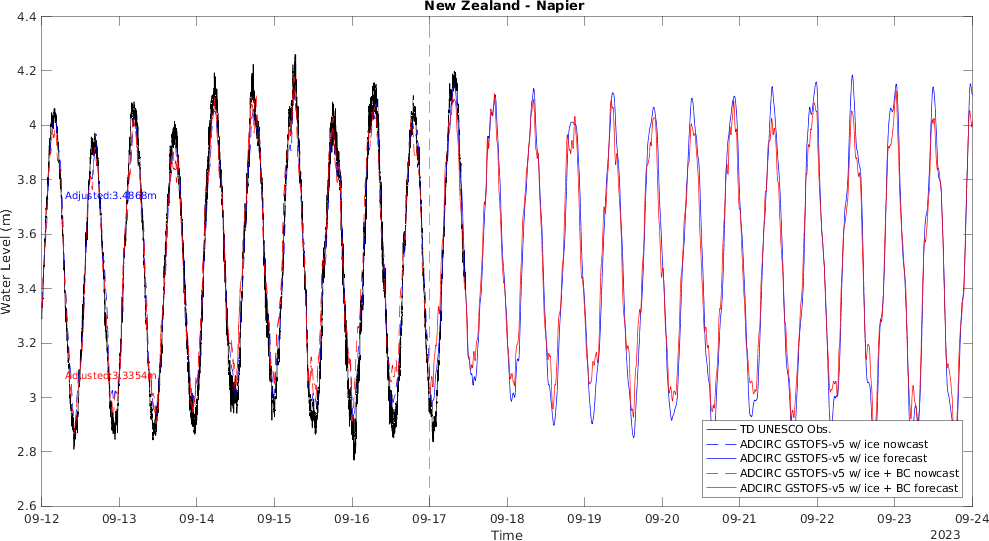 New Zealand - Napier
4.4
4.2
4
3.8
3.6
3.4
3.2
3
2.8
2.6
Water Level (m)
Adjusted:3.4868m
Adjusted:3.3354m
TD UNESCO Obs.
ADCIRC GSTOFS-v5 w/ ice nowcast
ADCIRC GSTOFS-v5 w/ ice forecast
ADCIRC GSTOFS-v5 w/ ice + BC nowcast
ADCIRC GSTOFS-v5 w/ ice + BC forecast
09-12 09-13 09-14 09-15 09-16 09-17 09-18 09-19 09-20 09-21 09-22 09-23 09-24
Time
2023